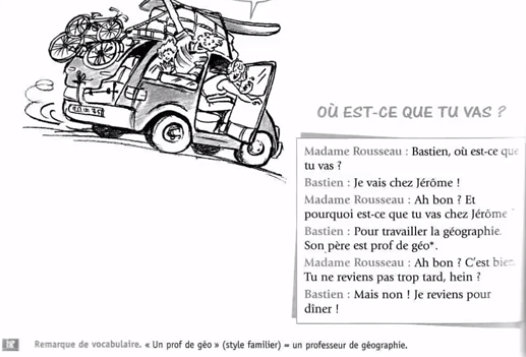 OÙ EST-CE QUE TU VAS ?
Madame Rousseau : Bastien, où est-ce que
tu vas ?
Bastien : Je vais chez Jérôme !
Madame Rousseau : Ah bon ? Et
pourquoi est-ce que tu vas chez Jérôme
Bastien : Pour travailler la géographie.
Son père est prof de géo*.
Madame Rousseau : Ah bon ? C'est bien.
Tu ne reviens pas trop tard, hein ?
Bastien : Mais non ! Je reviens pour
dîner !
Remarque de vocabulaire. « Un prof de géo » (style familier) = un professeur de géographie.